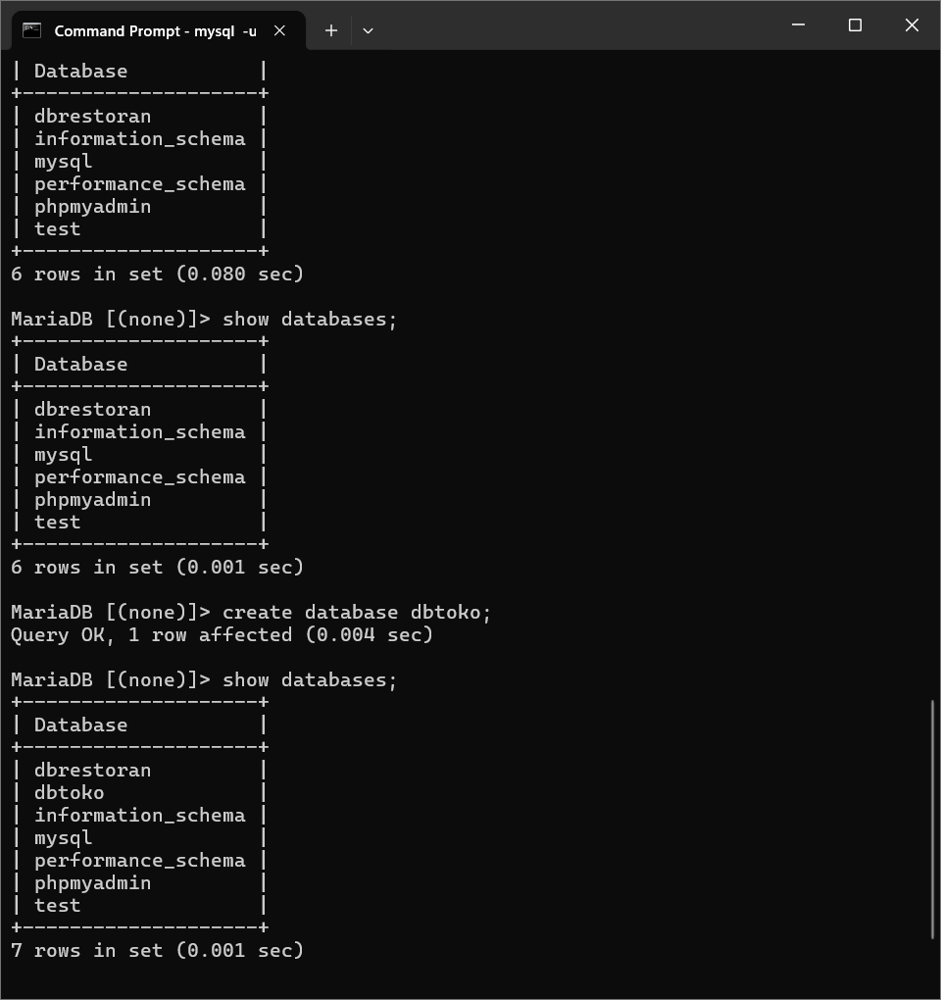 Command Prompt - mysql -u
| Database           |
+--------------------+
| dbrestoran         |
| information_schema |
| mysql              |
| performance_schema |
| phpmyadmin         |
| test               |
+--------------------+
6 rows in set (0.080 sec)
MariaDB [(none)]> show databases;
+--------------------+
| Database           |
+--------------------+
| dbrestoran         |
| information_schema |
| mysql              |
| performance_schema |
| phpmyadmin         |
| test               |
+--------------------+
6 rows in set (0.001 sec)
MariaDB [(none)]> create database dbtoko;
Query OK, 1 row affected (0.004 sec)
MariaDB [(none)]> show databases;
+--------------------+
| Database           |
+--------------------+
| dbrestoran         |
| dbtoko             |
| information_schema |
| mysql              |
| performance_schema |
| phpmyadmin         |
| test               |
+--------------------+
7 rows in set (0.001 sec)